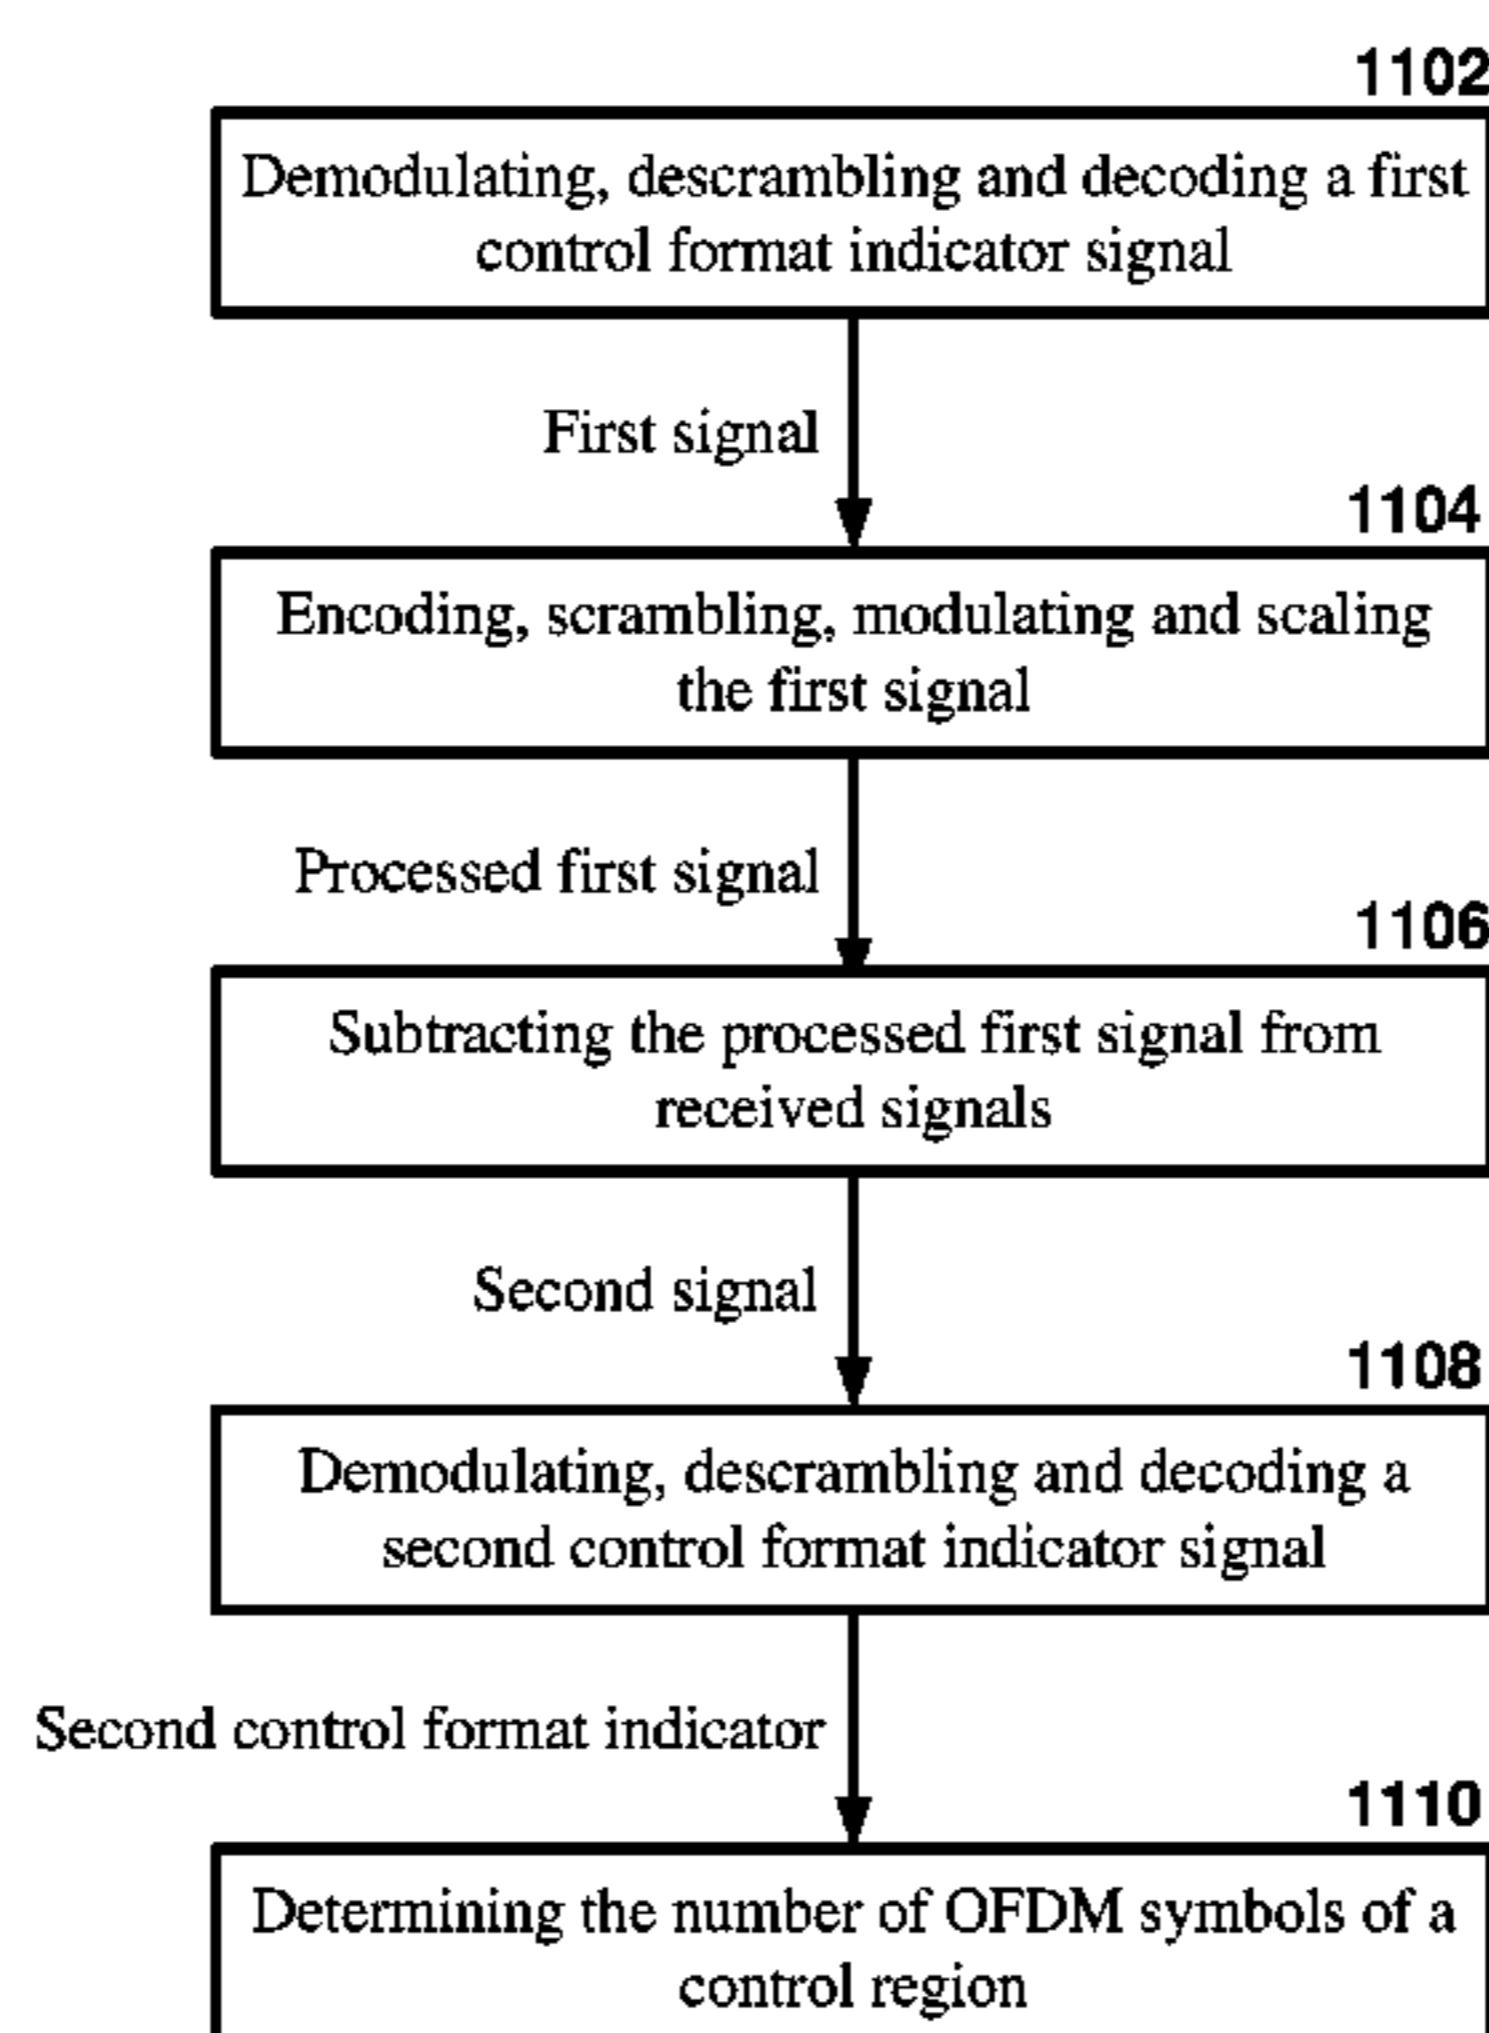 1102
Demodulating, descrambling and decoding a first
control format indicator signal
First signal
1104
Encoding, scrambling, modulating and scaling
the first signal
Processed first signal
1106
Subtracting the processed first signal from
received signals
Second signal
1108
Demodulating, descrambling and decoding a
second control format indicator signal
Second control format indicator
1110
Determining the number of OFDM symbols of a
control region